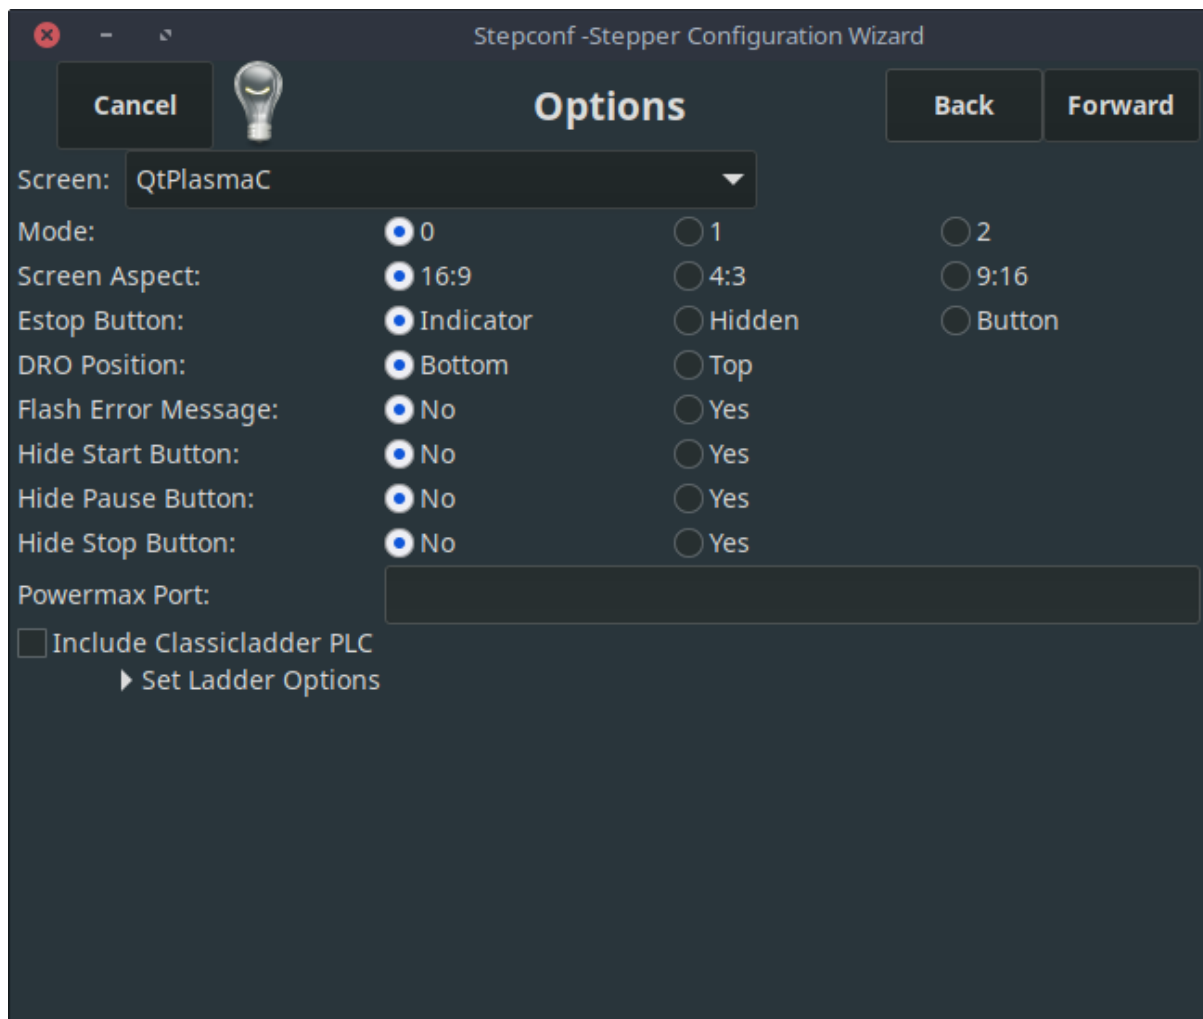 Stepconf -Stepper Configuration Wizard
Cancel Options Back Forward
Screen: QtPlasmaC
Mode: 0 1 2
Screen Aspect: 16:9 4:3 9:16
Estop Button: Indicator Hidden Button
DRO Position: Bottom Top
Flash Error Message: No Yes
Hide Start Button: No Yes
Hide Pause Button: No Yes
Hide Stop Button: No Yes
Powermax Port:
Include Classicladder PLC
Set Ladder Options